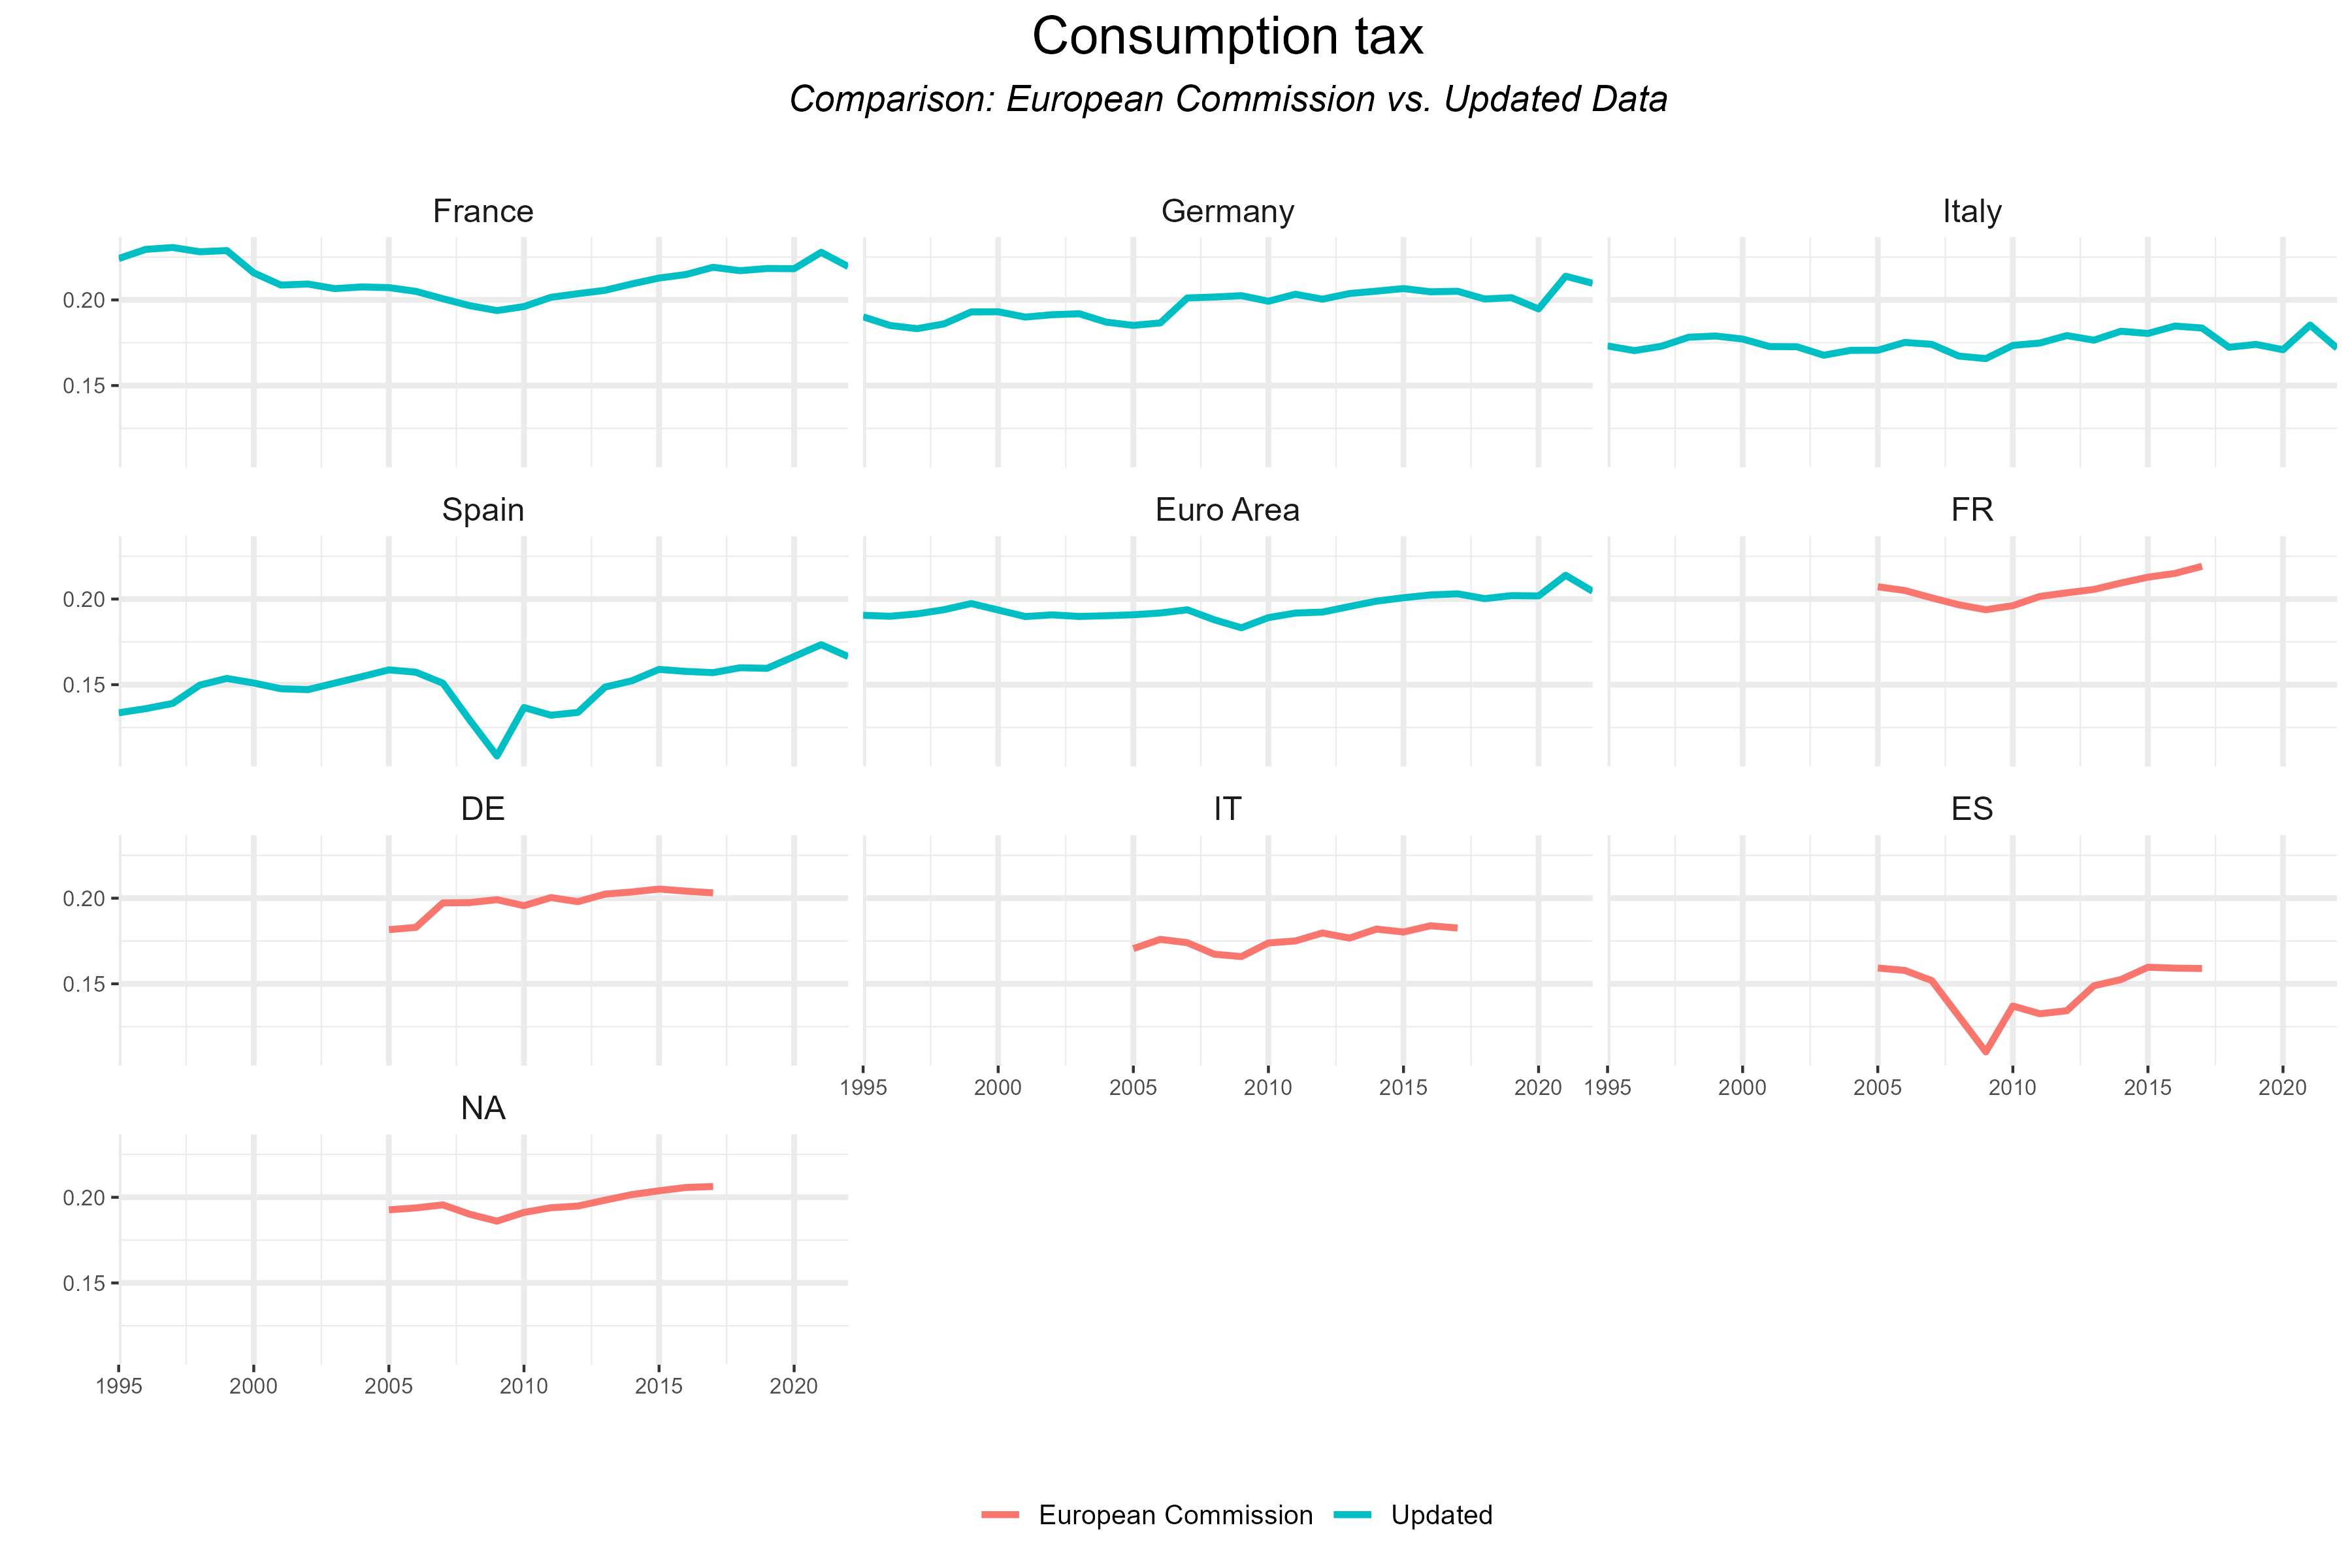 Consumption tax
Comparison: European Commission vs. Updated Data
France Germany Italy
0.20
0.15
Spain Euro Area FR
0.20
0.15
DE IT ES
0.20
0.15
1995 2000 2005 2010 2015 2020 1995 2000 2005 2010 2015 2020
NA
0.20
0.15
1995 2000 2005 2010 2015 2020
European Commission Updated